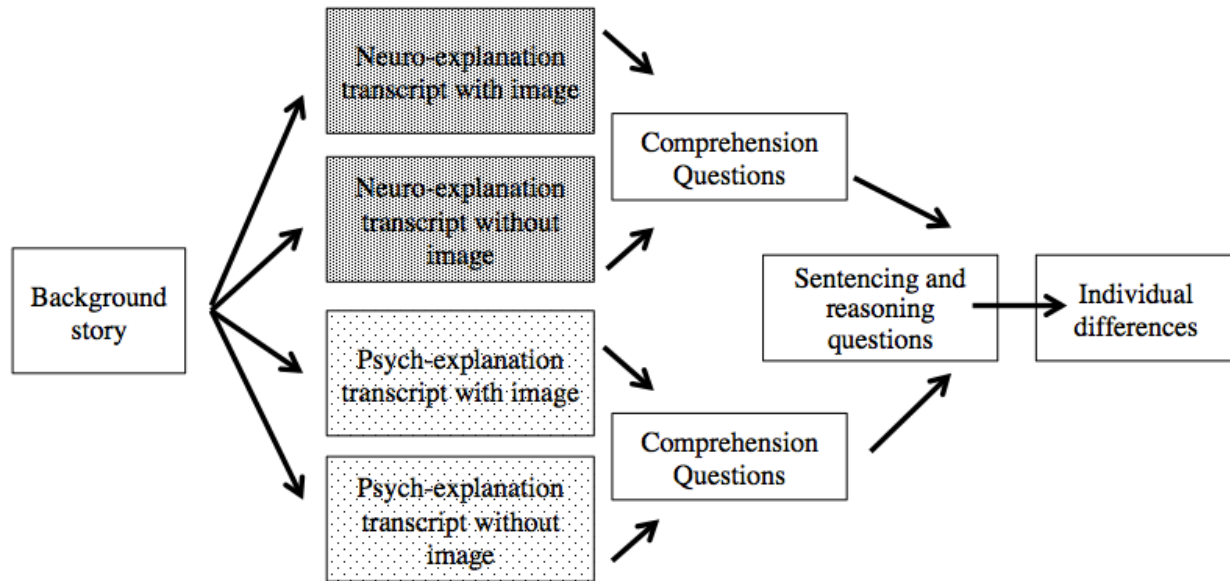 Background
story
Neuro-explanation
transcript with image
Neuro-explanation
transcript without
image
Psych-explanation
transcript with image
Psych-explanation
transcript without
image
Comprehension
Questions
Comprehension
Questions
Sentencing and
reasoning
questions
Individual
differences